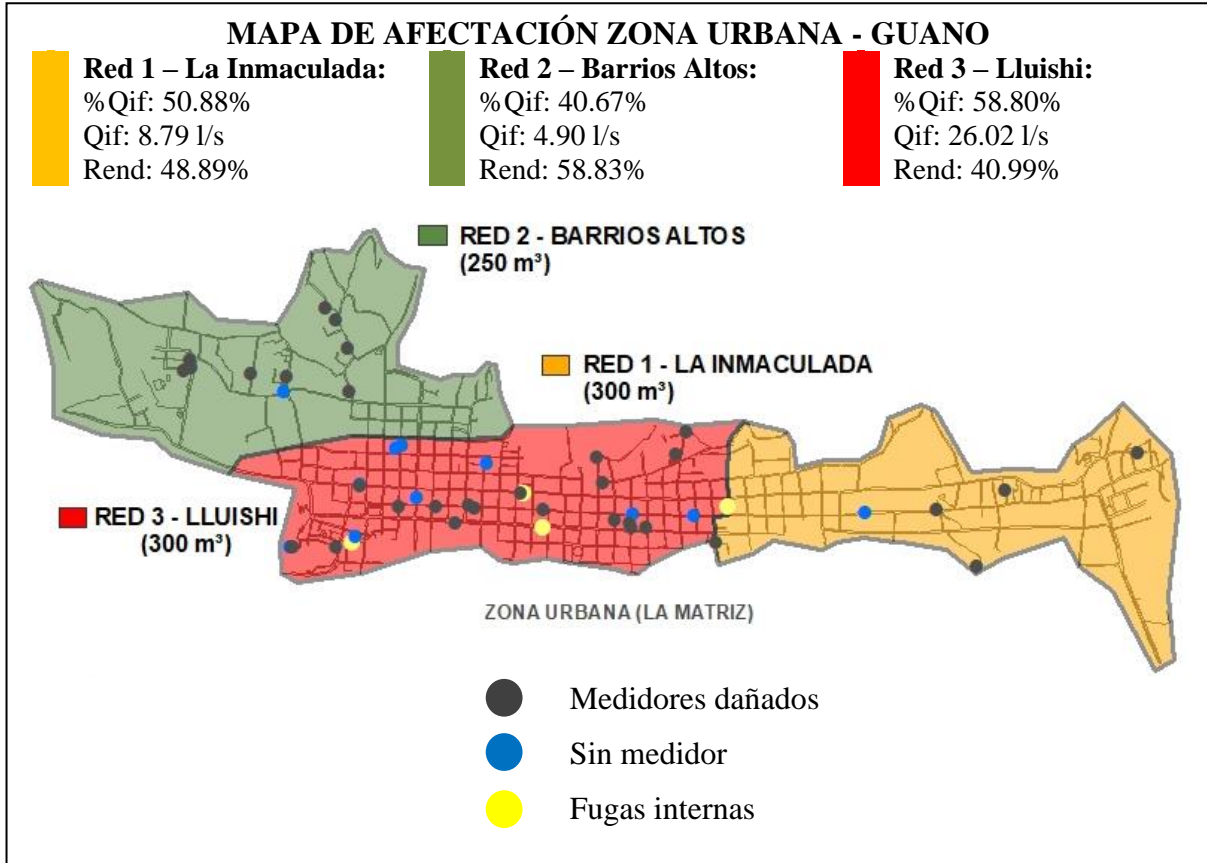 MAPA DE AFECTACIÓN ZONA URBANA - GUANO
Red 1 – La Inmaculada:
%Qif: 50.88%
Qif: 8.79 l/s
Rend: 48.89%
Red 2 – Barrios Altos:
%Qif: 40.67%
Qif: 4.90 l/s
Rend: 58.83%
Red 3 – Lluishi:
%Qif: 58.80%
Qif: 26.02 l/s
Rend: 40.99%
RED 2 - BARRIOS ALTOS
(250 m³)
RED 1 - LA INMACULADA
(300 m³)
RED 3 - LLUISHI
(300 m³)
ZONA URBANA (LA MATRIZ)
Medidores dañados
Sin medidor
Fugas internas